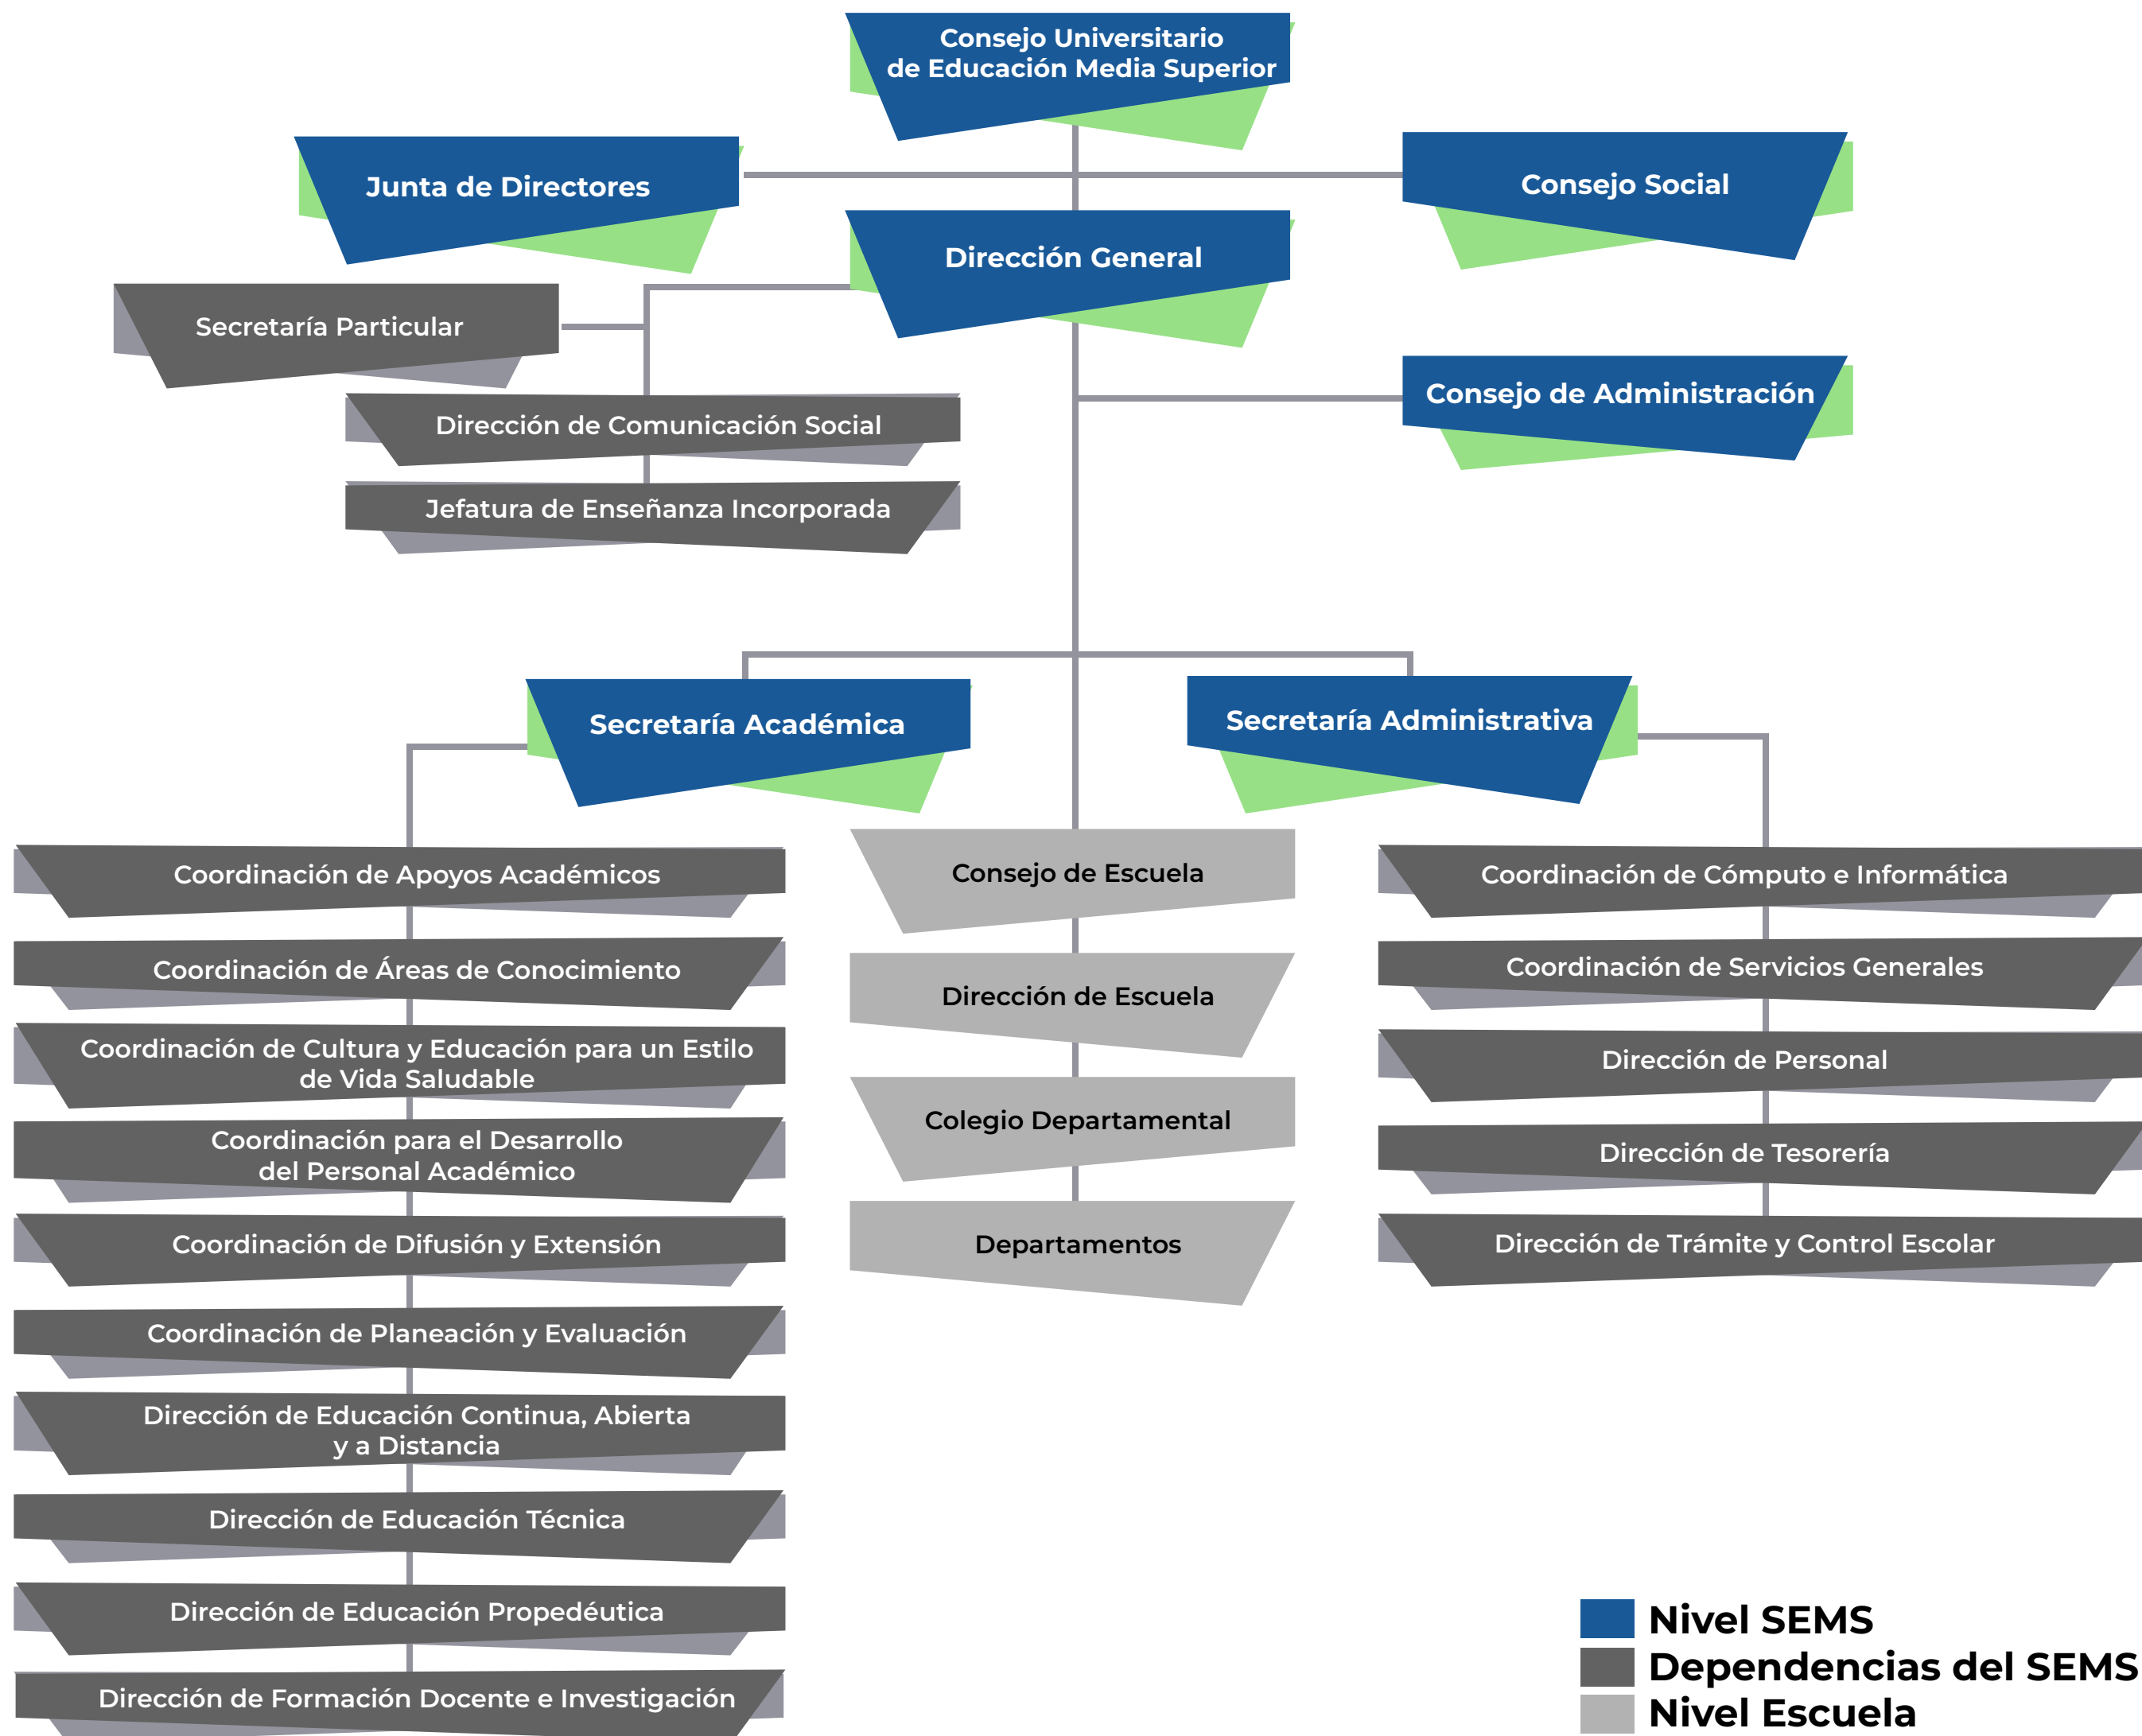 Consejo Universitario
de Educación Media Superior
Junta de Directores
Consejo Social
Dirección General
Secretaría Particular
Consejo de Administración
Dirección de Comunicación Social
Jefatura de Enseñanza Incorporada
Secretaría Académica
Secretaría Administrativa
Coordinación de Apoyos Académicos
Coordinación de Áreas de Conocimiento
Coordinación de Cultura y Educación para un Estilo
de Vida Saludable
Coordinación para el Desarrollo
del Personal Académico
Coordinación de Difusión y Extensión
Coordinación de Planeación y Evaluación
Dirección de Educación Continua, Abierta
y a Distancia
Dirección de Educación Técnica
Dirección de Educación Propedéutica
Dirección de Formación Docente e Investigación
Consejo de Escuela
Dirección de Escuela
Colegio Departamental
Departamentos
Coordinación de Cómputo e Informática
Coordinación de Servicios Generales
Dirección de Personal
Dirección de Tesorería
Dirección de Trámite y Control Escolar
Nivel SEMS
Dependencias del SEMS
Nivel Escuela